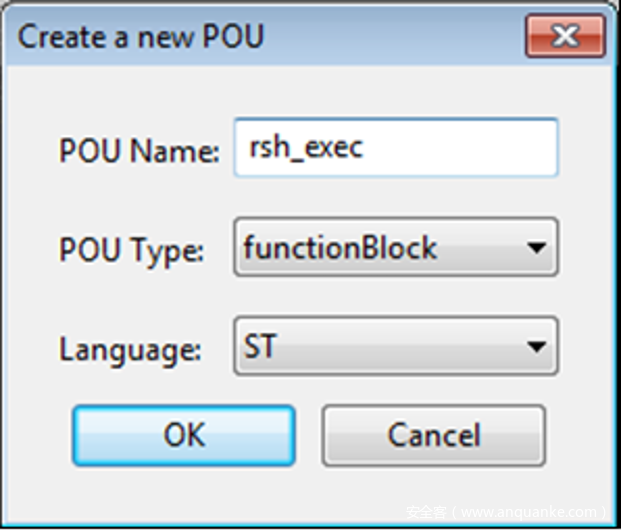 Create a new POU
POU Name: rsh_exec
POU Type: functionBlock
Language: ST
OK Cancel
安全客（www.anquanke.com）